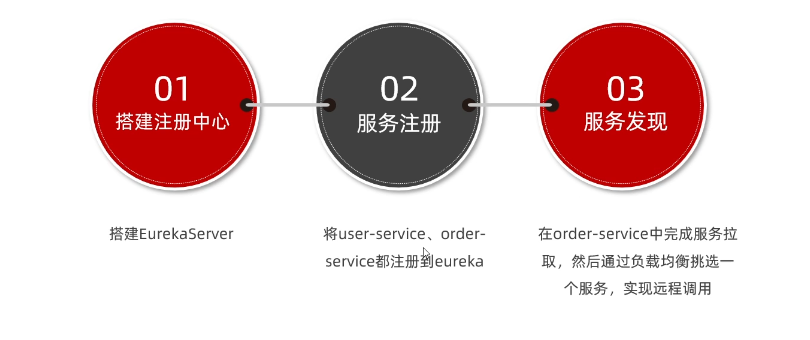 01
搭建注册中心
02
服务注册
03
服务发现
搭建EurekaServer
将user-service、order-
service都注册到eureka
在order-service中完成服务拉
取，然后通过负载均衡挑选一
个服务，实现远程调用